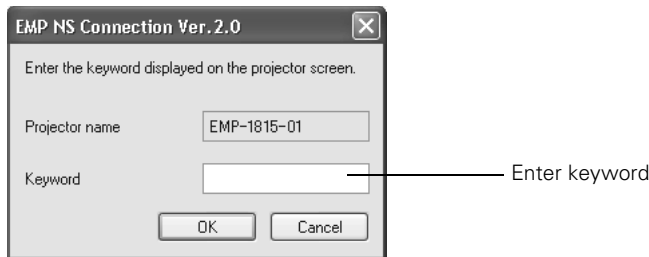 EMP NS Connection Ver.2.0
Enter the keyword displayed on the projector screen.
Projector name EMP-1815-01
Keyword
Enter keyword
OK Cancel